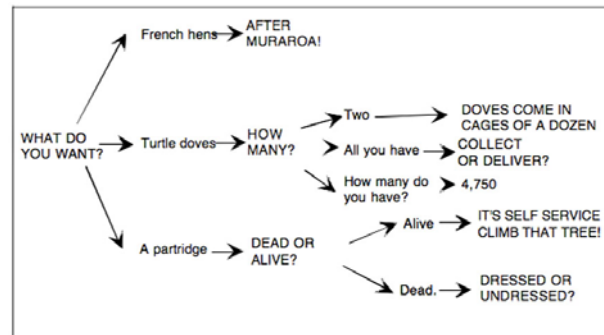 French hens
AFTER
MURAROA!
WHAT DO
YOU WANT?
Turtle doves
HOW
MANY?
Two
DOVES COME IN
CAGES OF A DOZEN
All you have
COLLECT
OR DELIVER?
How many do
you have?
4,750
A partridge
DEAD OR
ALIVE?
Alive
IT'S SELF SERVICE
CLIMB THAT TREE!
Dead.
DRESSED OR
UNDRESSED?